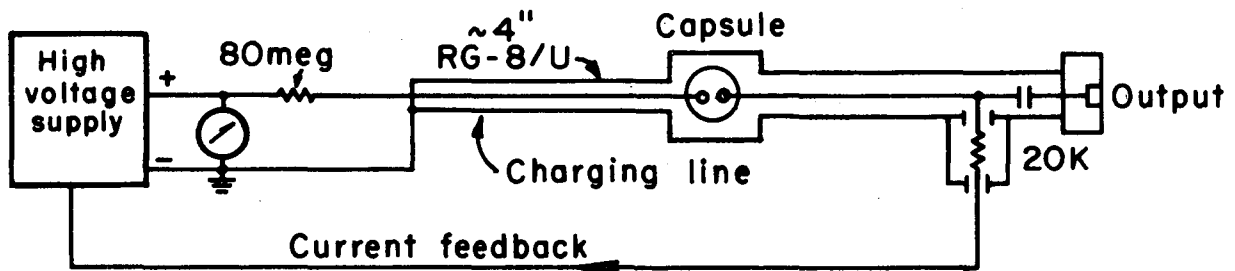 High
voltage
supply
+
−
80meg
~4"
RG-8/U
Capsule
Output
20K
Charging line
Current feedback